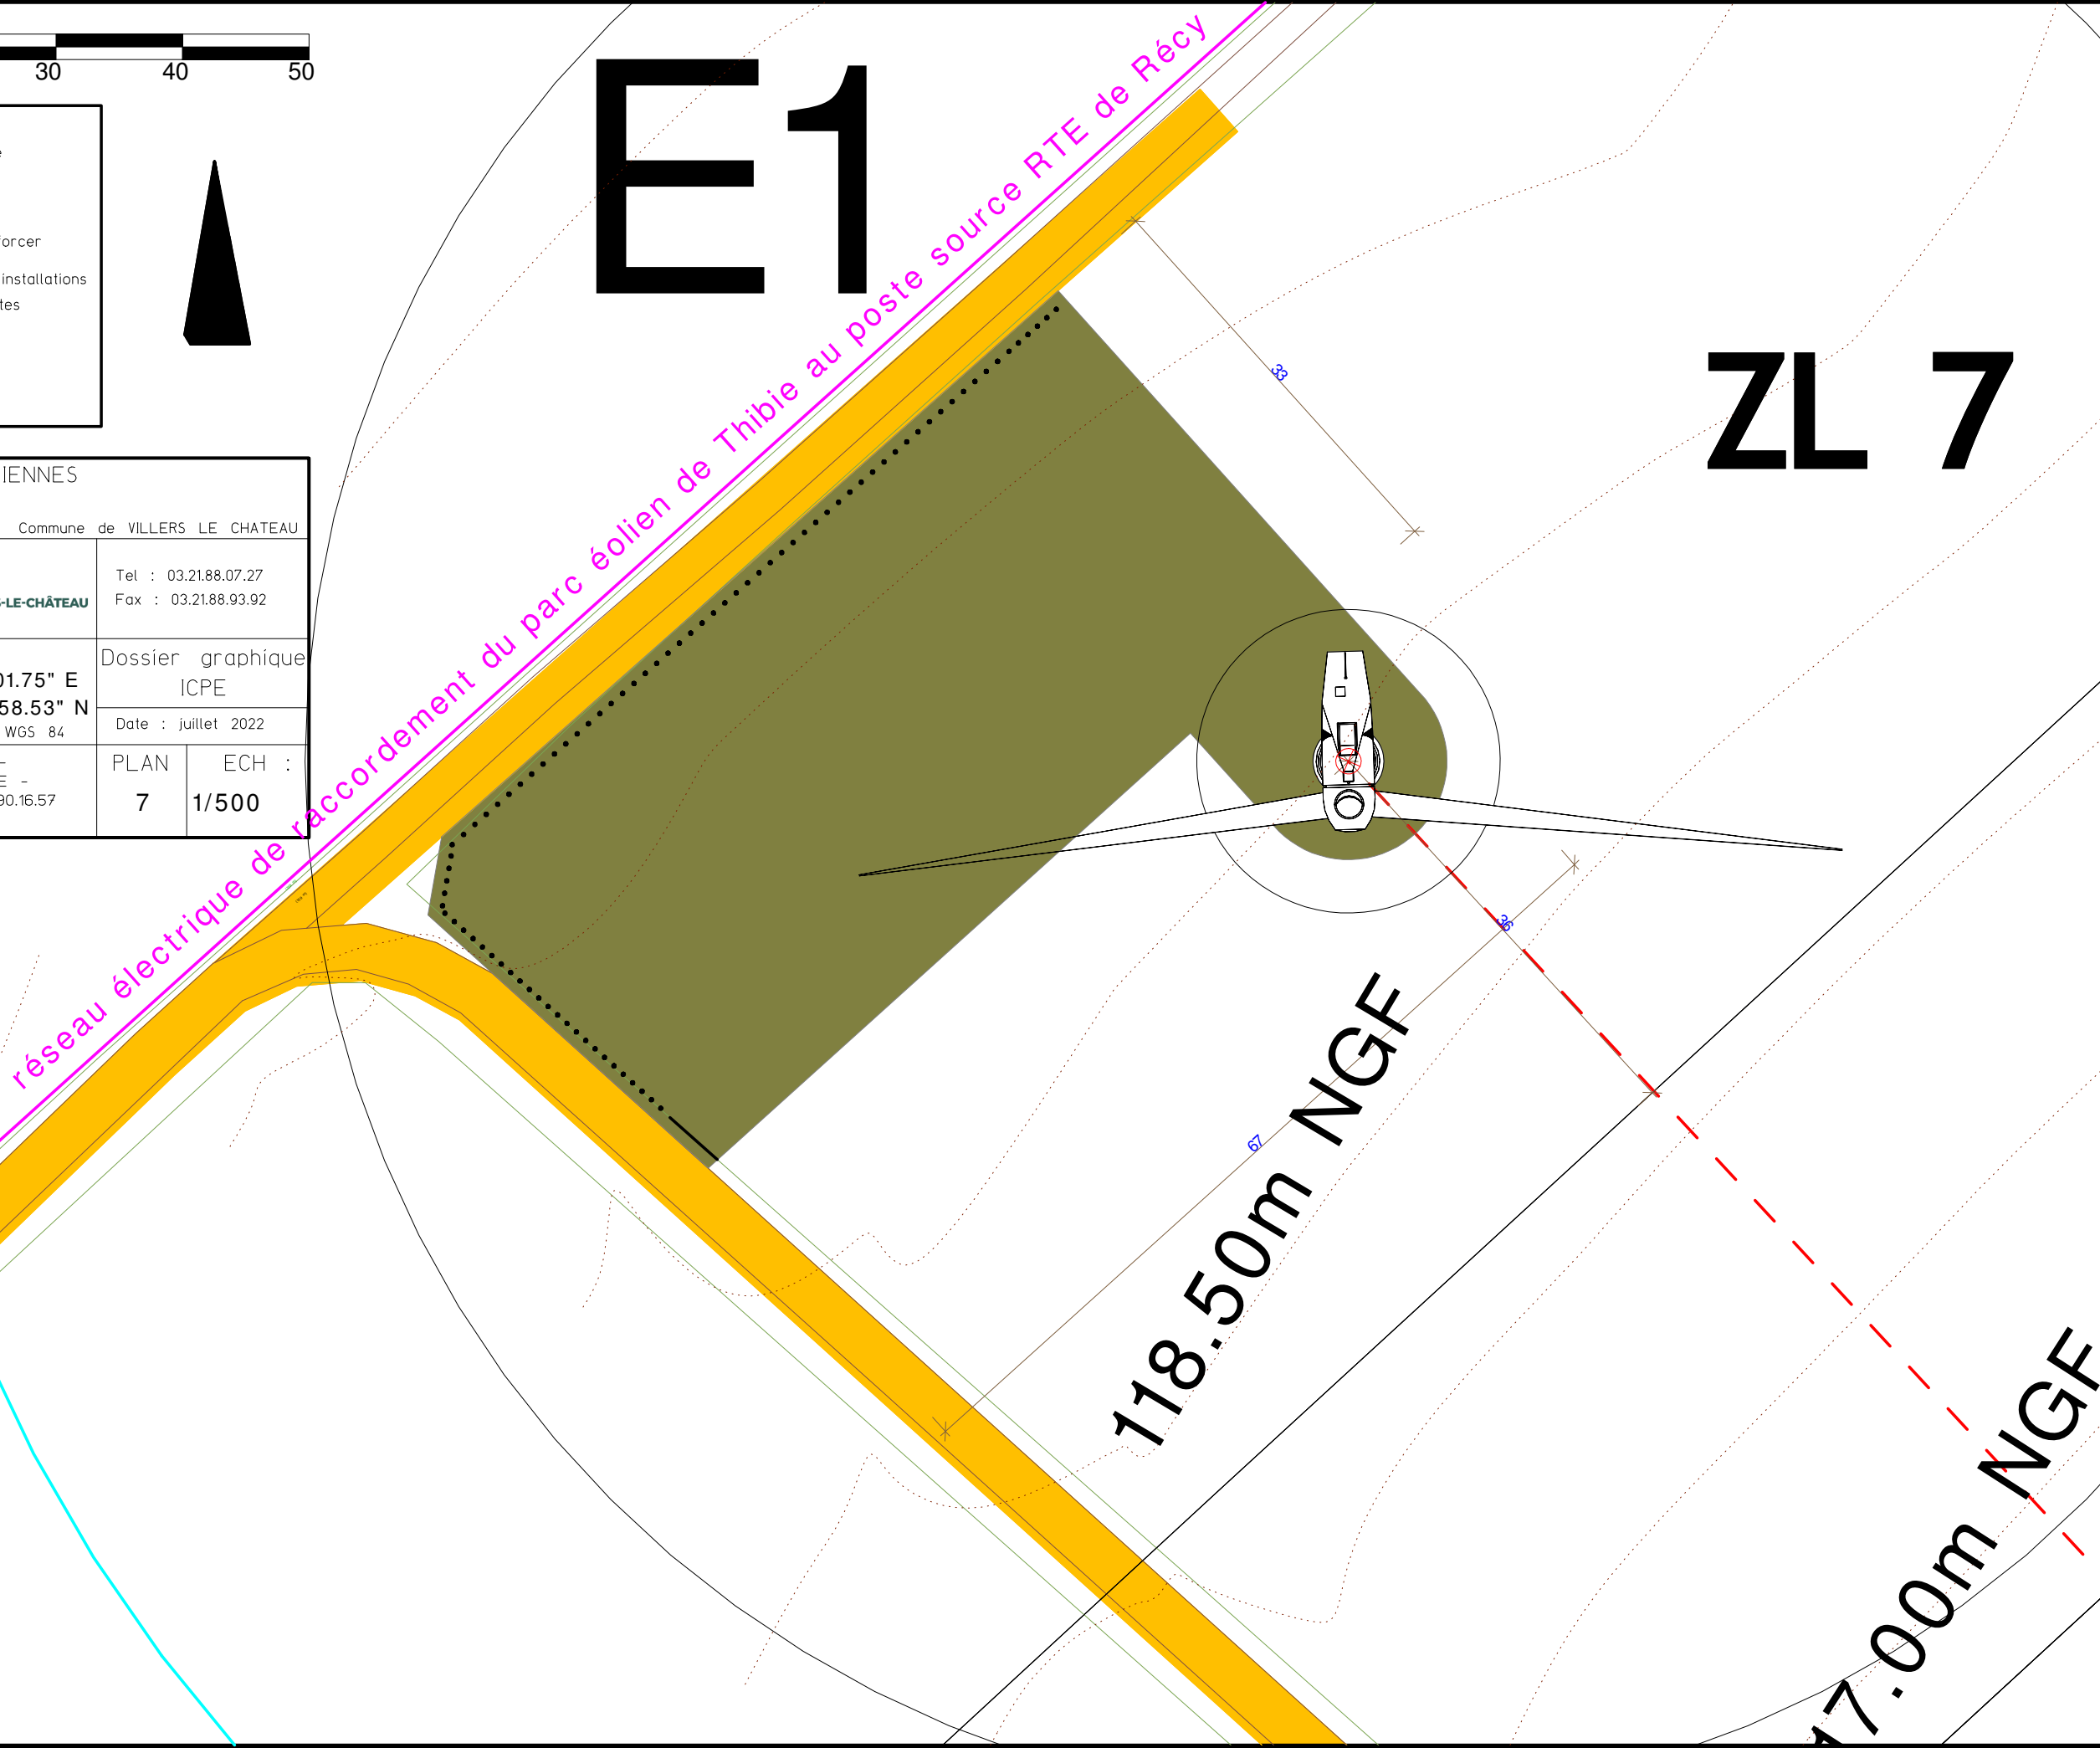 30 40 50
forcer
installations
tes
IENNES
Commune de VILLERS LE CHATEAU
S-LE-CHÂTEAU
Tel : 03.21.88.07.27
Fax : 03.21.88.93.92
01.75" E
58.53" N
WGS 84
Dossier graphique
ICPE
Date : juillet 2022
E -
90.16.57
PLAN
7
ECH :
1/500
E1
ZL 7
réseau électrique de raccordement du parc éolien de Thibie au poste source RTE de Récy
33
36
67
118.50m NGF
17.00m NGF